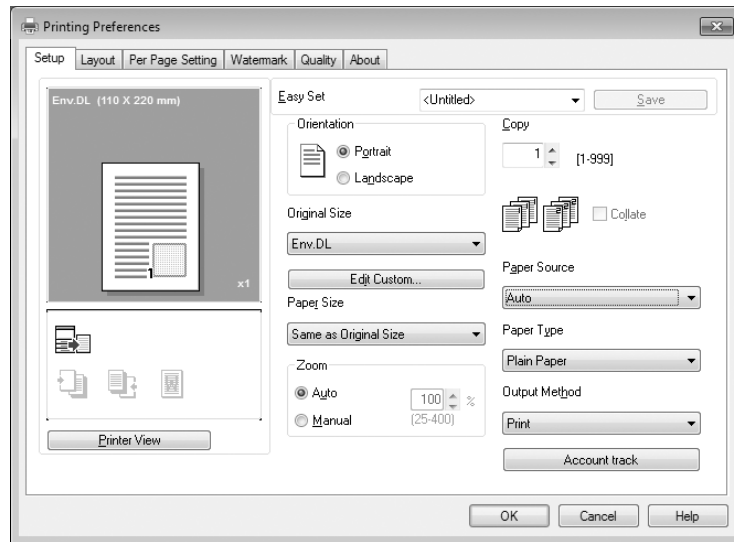 Printing Preferences
Setup Layout Per Page Setting Watermark Quality About
Env.DL (110 X 220 mm)
1
x1
Printer View
Easy Set <Untitled> Save
Orientation
Portrait
Landscape
Original Size
Env.DL
Edit Custom...
Paper Size
Same as Original Size
Zoom
Auto
Manual
100 %
(25-400)
Copy
1 [1-999]
Collate
Paper Source
Auto
Paper Type
Plain Paper
Output Method
Print
Account track
OK Cancel Help